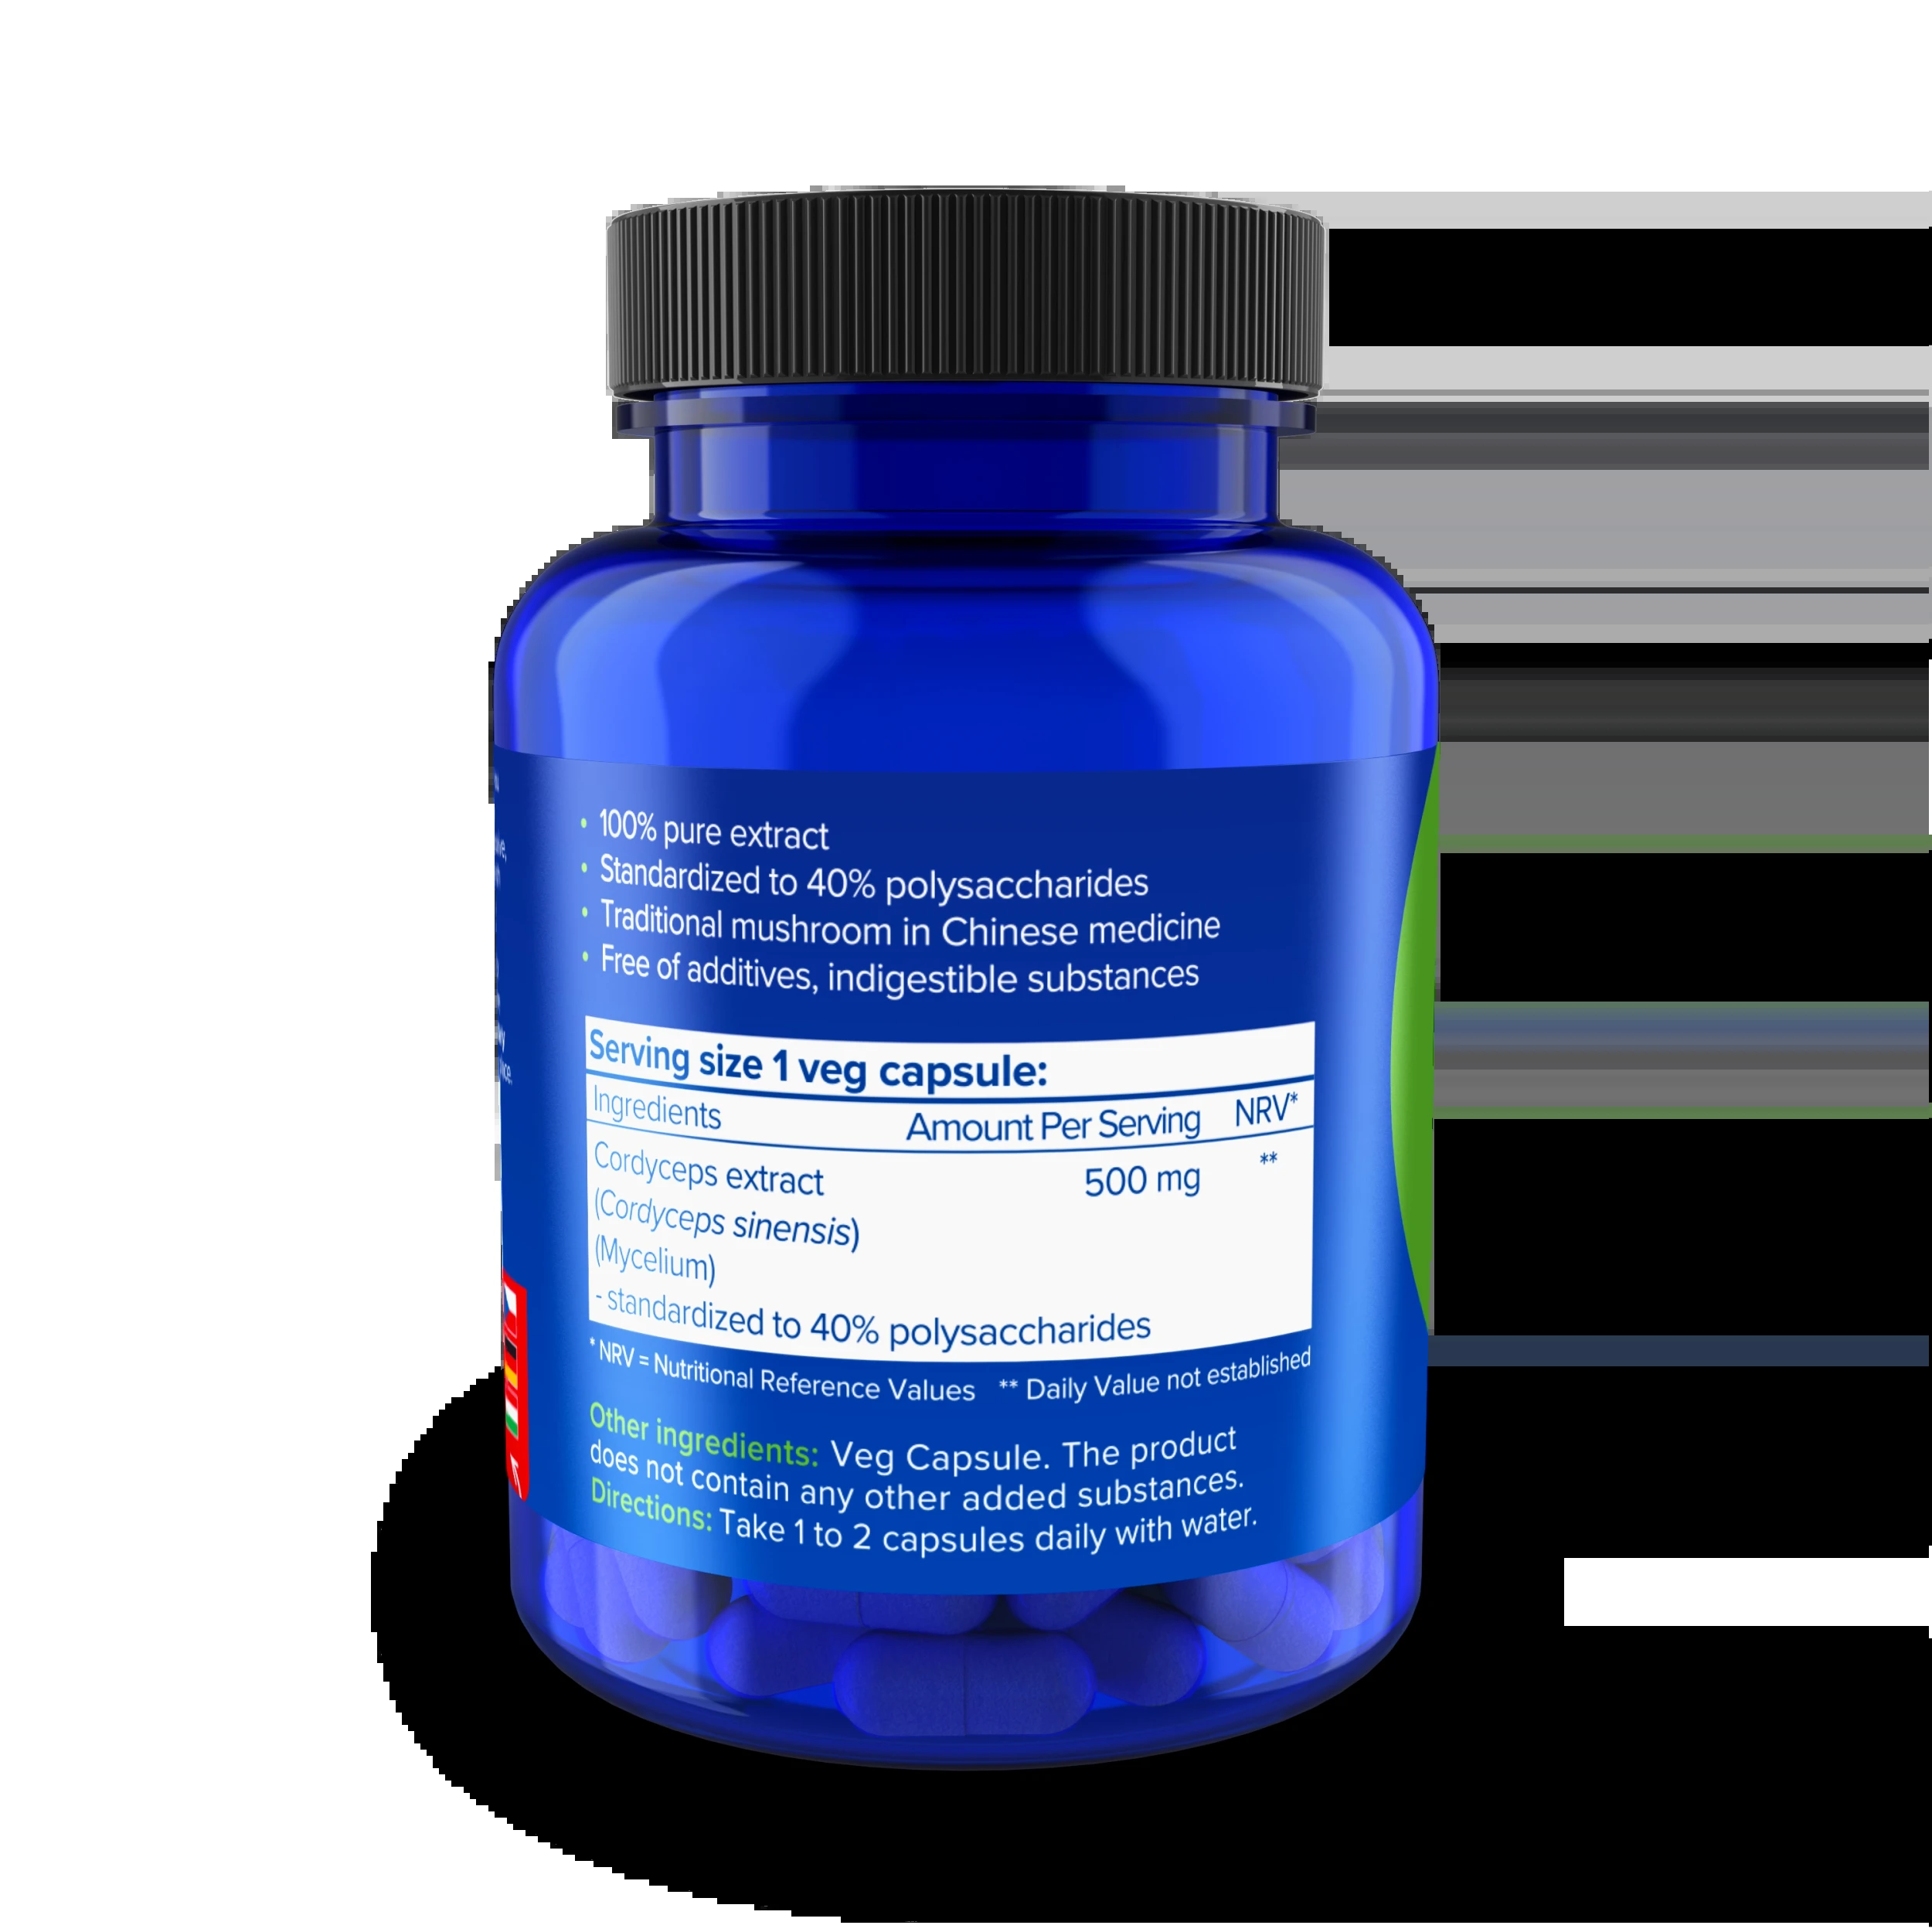 • 100% pure extract
• Standardized to 40% polysaccharides
• Traditional mushroom in Chinese medicine
• Free of additives, indigestible substances
Serving size 1 veg capsule:
Ingredients Amount Per Serving NRV*
Cordyceps extract 500 mg **
(Cordyceps sinensis)
(Mycelium)
- standardized to 40% polysaccharides
* NRV = Nutritional Reference Values ** Daily Value not established
Other ingredients: Veg Capsule. The product
does not contain any other added substances.
Directions: Take 1 to 2 capsules daily with water.